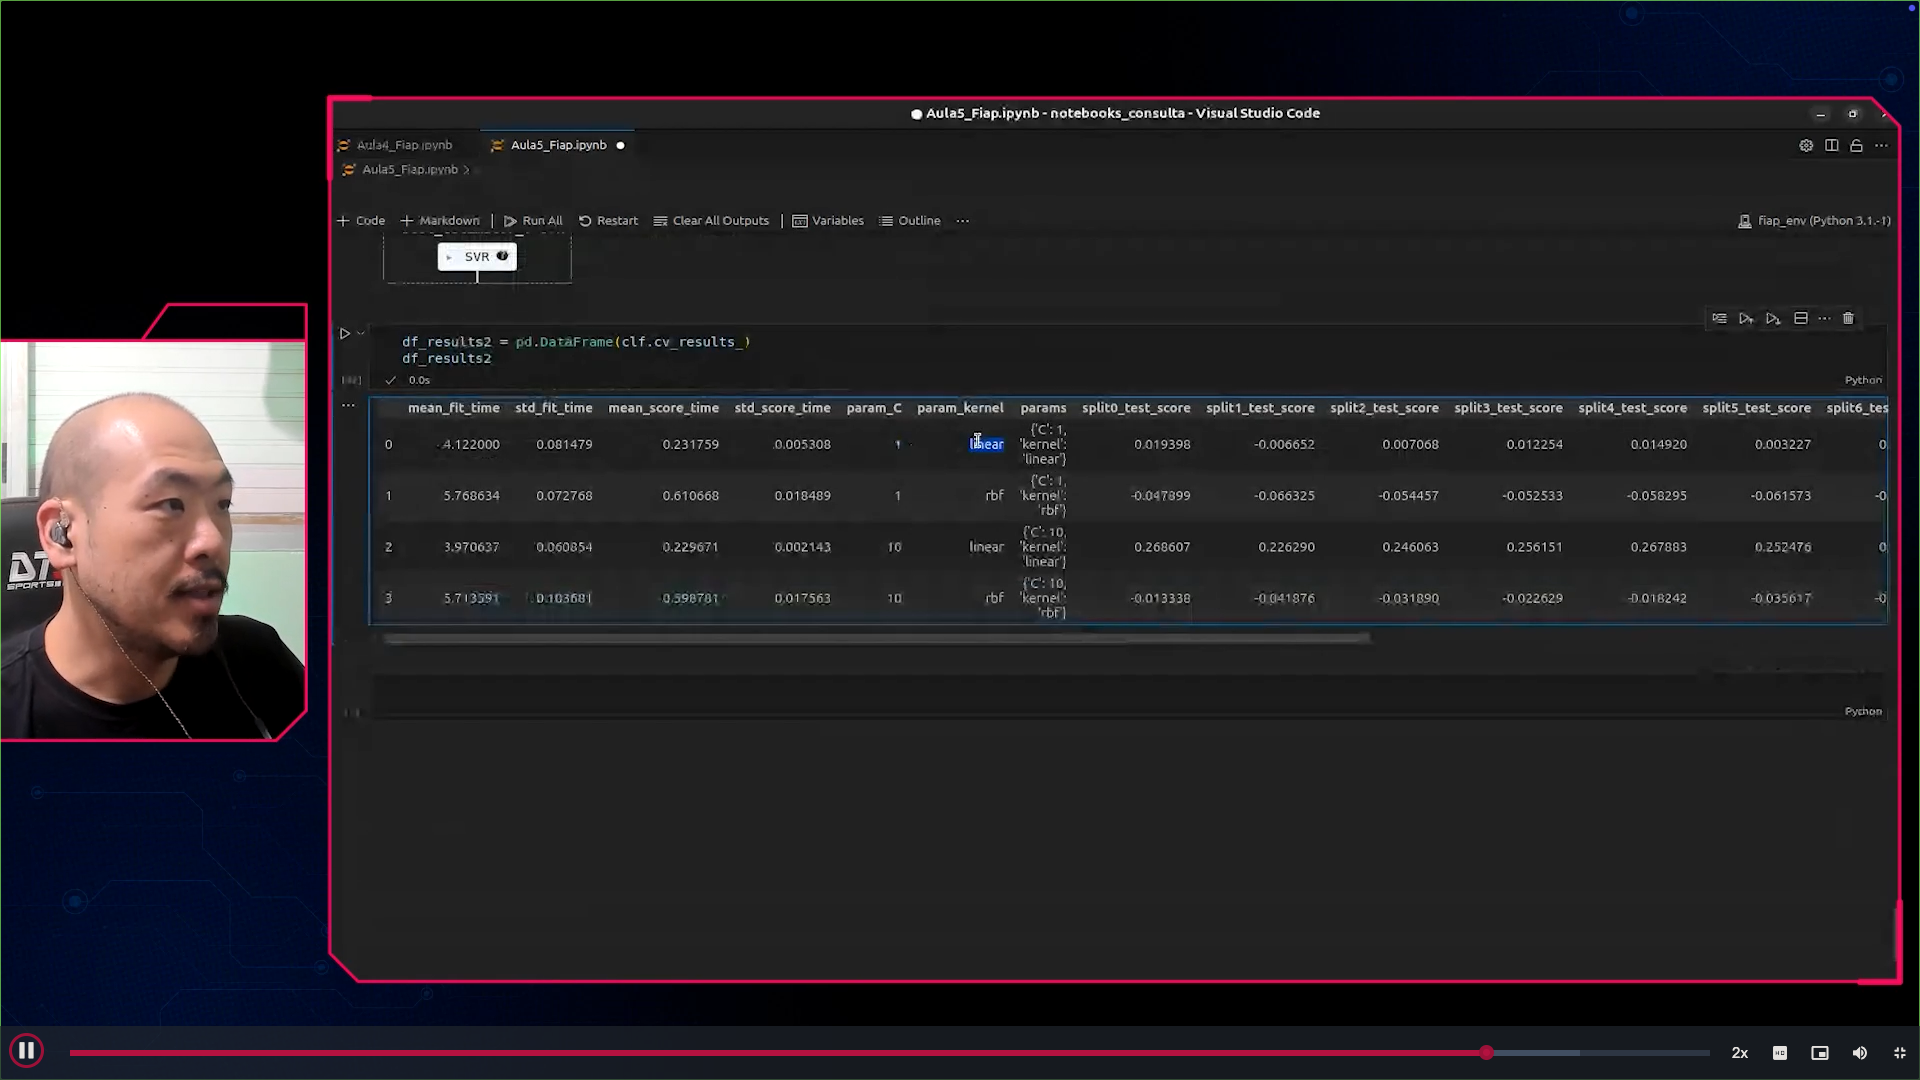 Aula5_Fiap.ipynb - notebooks_consulta - Visual Studio Code
Aula4_Fiap.ipynb
Aula5_Fiap.ipynb
Aula5_Fiap.ipynb >
+ Code + Markdown | Run All Restart Clear All Outputs | Variables Outline ...
fiap_env (Python 3.1.-1)
SVR
df_results2 = pd.DataFrame(clf.cv_results_)
df_results2
0.0s
Python
mean_fit_time std_fit_time mean_score_time std_score_time param_C param_kernel params split0_test_score split1_test_score split2_test_score split3_test_score split4_test_score split5_test_score split6_tes
0 4.122000 0.081479 0.231759 0.005308 1 linear {'C': 1, 'kernel': 'linear'} 0.019398 -0.006652 0.007068 0.012254 0.014920 0.003227 0.
1 5.768634 0.072768 0.610668 0.018489 1 rbf {'C': 1, 'kernel': 'rbf'} -0.047899 -0.066325 -0.054457 -0.052533 -0.058295 -0.061573 -0
2 3.970637 0.060854 0.229671 0.002143 10 linear {'C': 10, 'kernel': 'linear'} 0.268607 0.226290 0.246063 0.256151 0.267883 0.252476 0
3 5.713591 0.103681 0.598781 0.017563 10 rbf {'C': 10, 'kernel': 'rbf'} -0.013338 -0.041876 -0.031890 -0.022629 -0.018242 -0.035617 -0
Python
SPORTS
2x